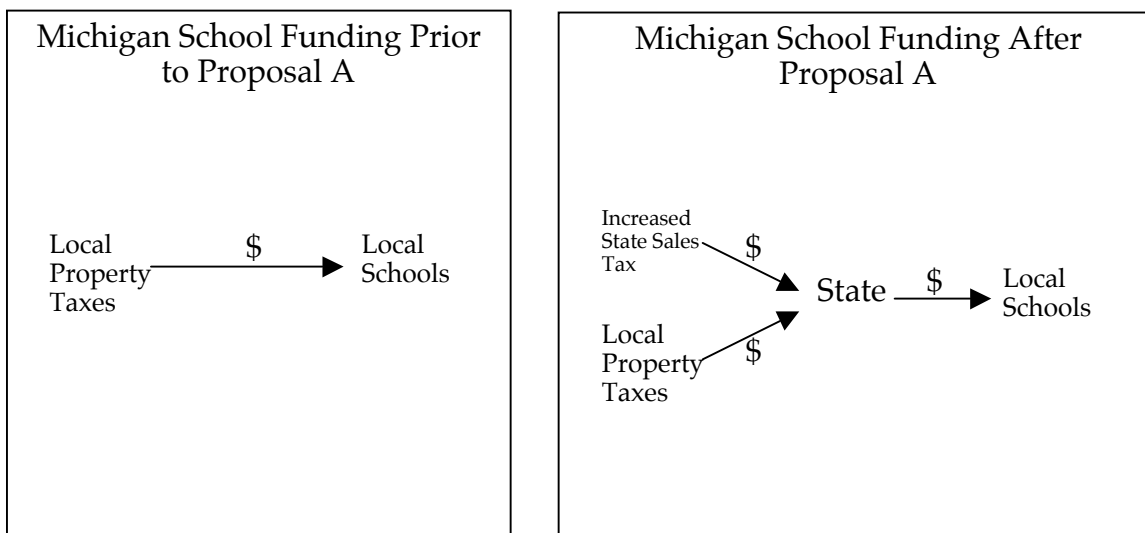 Michigan School Funding Prior
to Proposal A
Local
Property
Taxes
$
Local
Schools
Michigan School Funding After
Proposal A
Increased
State Sales
Tax
$
Local
Property
Taxes
$
State
$
Local
Schools